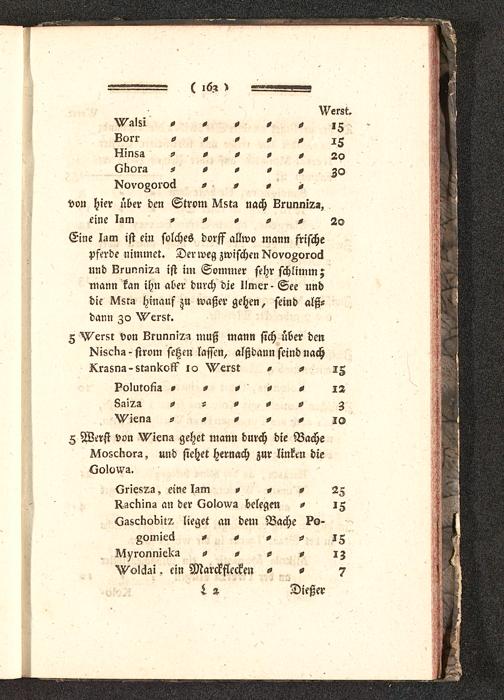 ( 163 )
Werst.
Walsi = = = = = 15
Borr = = = = = 15
Hinsa = = = = = 20
Ghora = = = = = 30
Novogorod = = = =
von hier über den Strom Msta nach Brunniza,
eine Iam = = = = = 20
Eine Iam ist ein solches dorff allwo mann frische
pferde nimmet. Der weg zwischen Novogorod
und Brunniza ist im Sommer sehr schlimm;
mann kan ihn aber durch die Ilmer-See und
die Msta hinauf zu waßer gehen, seind alß-
dann 30 Werst.
5 Werst von Brunniza muß mann sich über den
Nischa-strom setzen lassen, alßdann seind nach
Krasna-stankoff 10 Werst = = 15
Polutofia = = = = = 12
Saiza = = = = = 3
Wiena = = = = = 10
5 Werst von Wiena gehet mann durch die Bache
Moschora, und siehet hernach zur linken die
Golowa.
Griesza, eine Iam = = = 25
Rachina an der Golowa belegen = 15
Gaschobitz lieget an dem Bache Po-
gomied = = = = 15
Myronnieka = = = = 13
Woldai, ein Marckflecken = = 7
L 2 Dießer